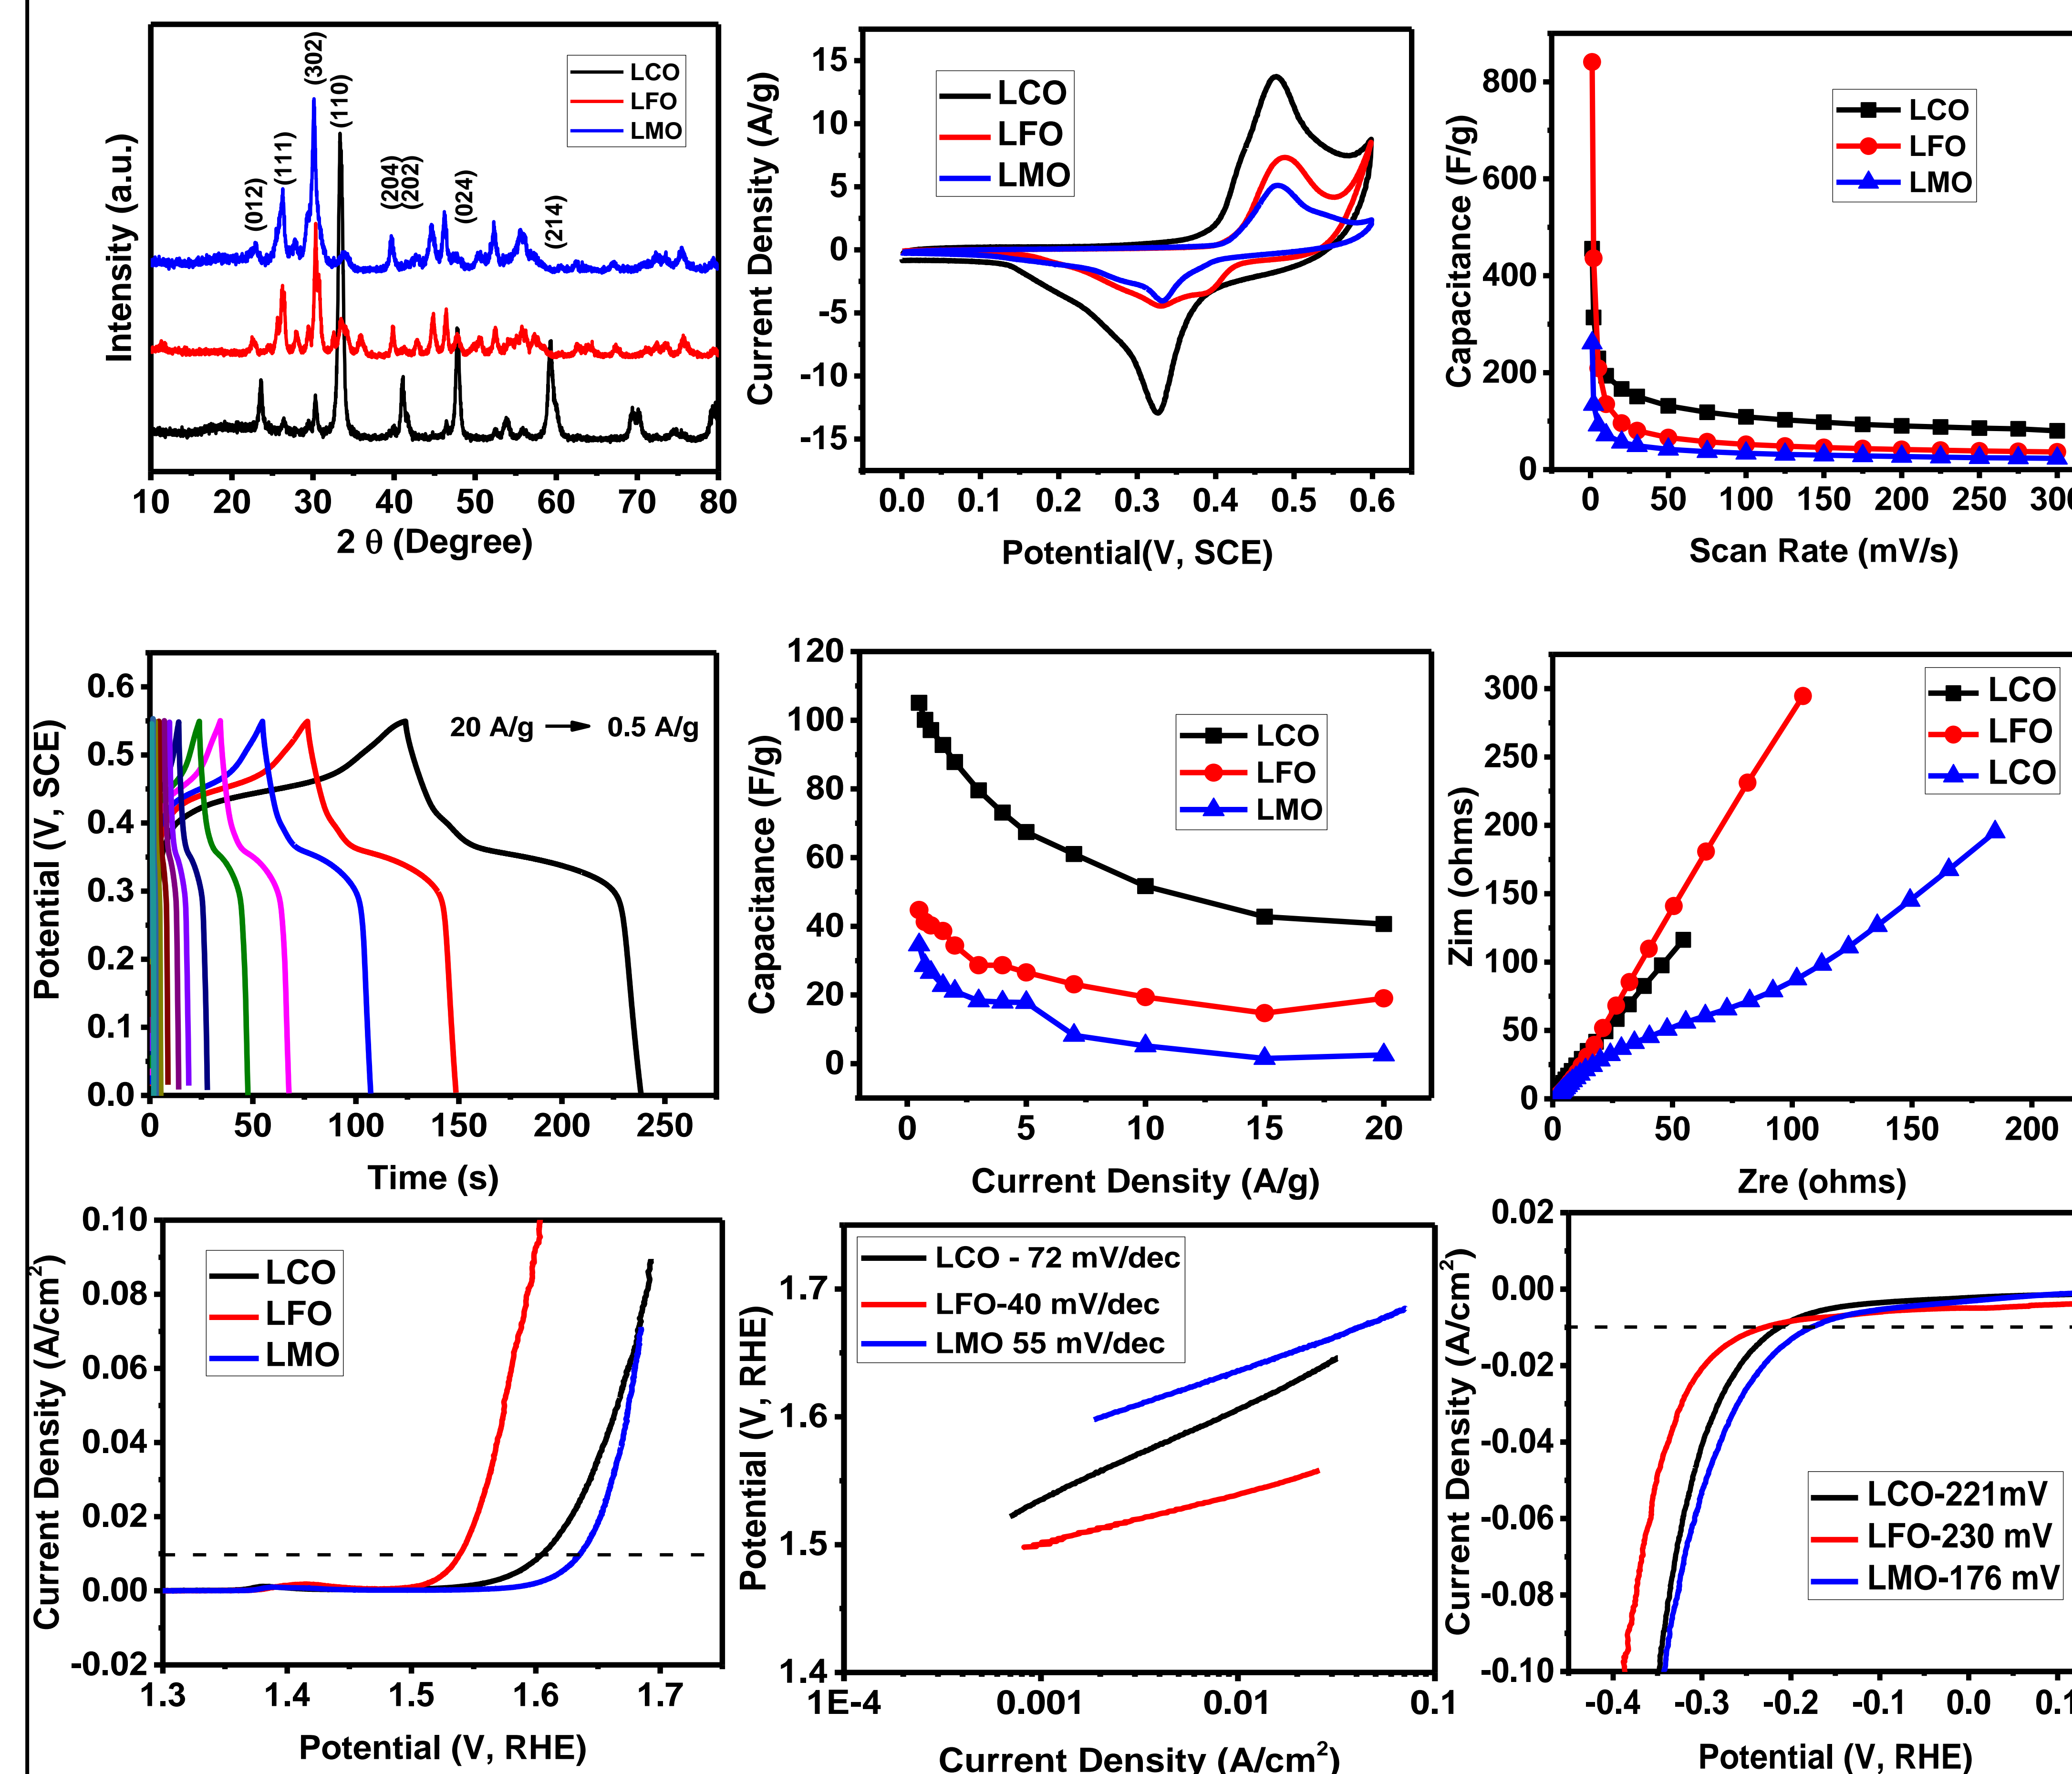 Intensity (a.u.)
(012)
(111)
(302)
(110)
(204)
(202)
(024)
(214)
LCO
LFO
LMO
10 20 30 40 50 60 70 80
2 θ (Degree)
Current Density (A/g)
15
10
5
0
-5
-10
-15
LCO
LFO
LMO
0.0 0.1 0.2 0.3 0.4 0.5 0.6
Potential(V, SCE)
Capacitance (F/g)
800
600
400
200
0
LCO
LFO
LMO
0 50 100 150 200 250 300
Scan Rate (mV/s)
Potential (V, SCE)
0.6
0.5
0.4
0.3
0.2
0.1
0.0
20 A/g → 0.5 A/g
0 50 100 150 200 250
Time (s)
Capacitance (F/g)
120
100
80
60
40
20
0
LCO
LFO
LMO
0 5 10 15 20
Current Density (A/g)
Zim (ohms)
300
250
200
150
100
50
0
LCO
LFO
LCO
0 50 100 150 200
Zre (ohms)
Current Density (A/cm²)
0.10
0.08
0.06
0.04
0.02
0.00
-0.02
LCO
LFO
LMO
1.3 1.4 1.5 1.6 1.7
Potential (V, RHE)
Potential (V, RHE)
1.7
1.6
1.5
1.4
LCO - 72 mV/dec
LFO-40 mV/dec
LMO 55 mV/dec
1E-4 0.001 0.01 0.1
Current Density (A/cm²)
Current Density (A/cm²)
0.02
0.00
-0.02
-0.04
-0.06
-0.08
-0.10
LCO-221mV
LFO-230 mV
LMO-176 mV
-0.4 -0.3 -0.2 -0.1 0.0 0.1
Potential (V, RHE)